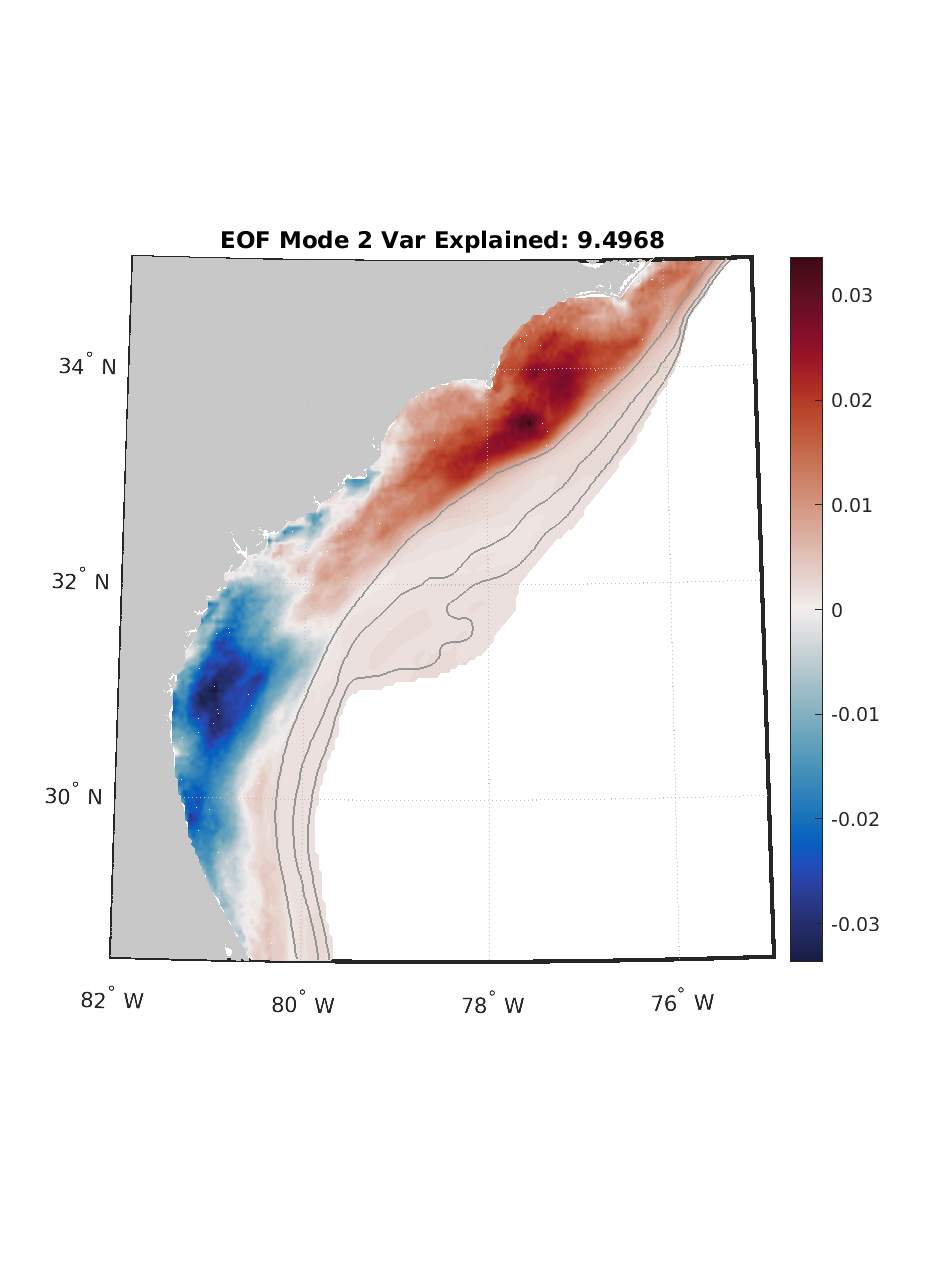 EOF Mode 2 Var Explained: 9.4968
34° N
32° N
30° N
82° W
80° W
78° W
76° W
0.03
0.02
0.01
0
-0.01
-0.02
-0.03